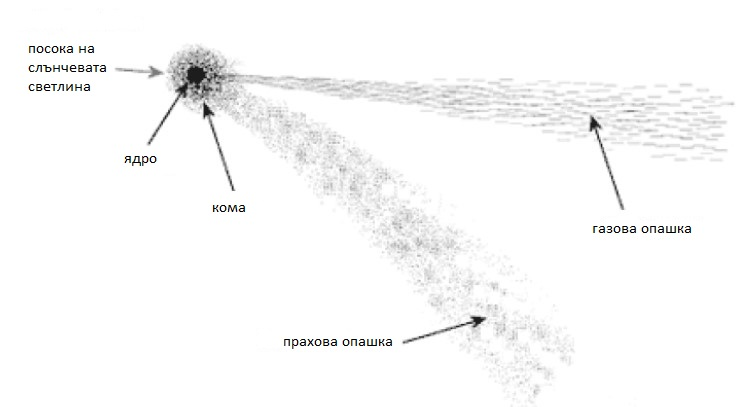 посока на
слънчевата
светлина
ядро
кома
газова опашка
прахова опашка